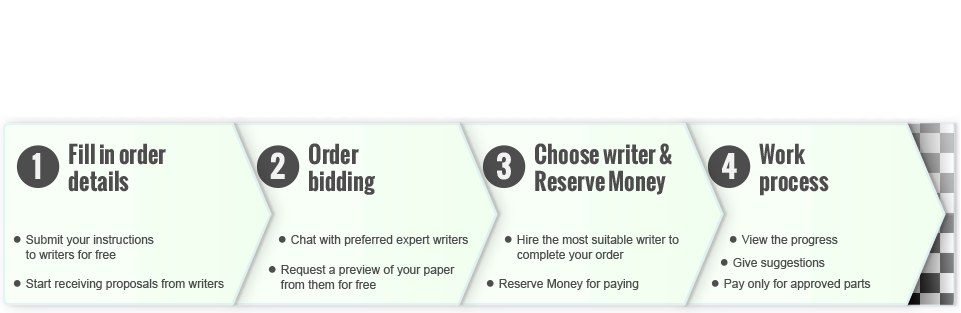 1
Fill in order
details
Submit your instructions
to writers for free
Start receiving proposals from writers
2
Order
bidding
Chat with preferred expert writers
Request a preview of your paper
from them for free
3
Choose writer &
Reserve Money
Hire the most suitable writer to
complete your order
Reserve Money for paying
4
Work
process
View the progress
Give suggestions
Pay only for approved parts